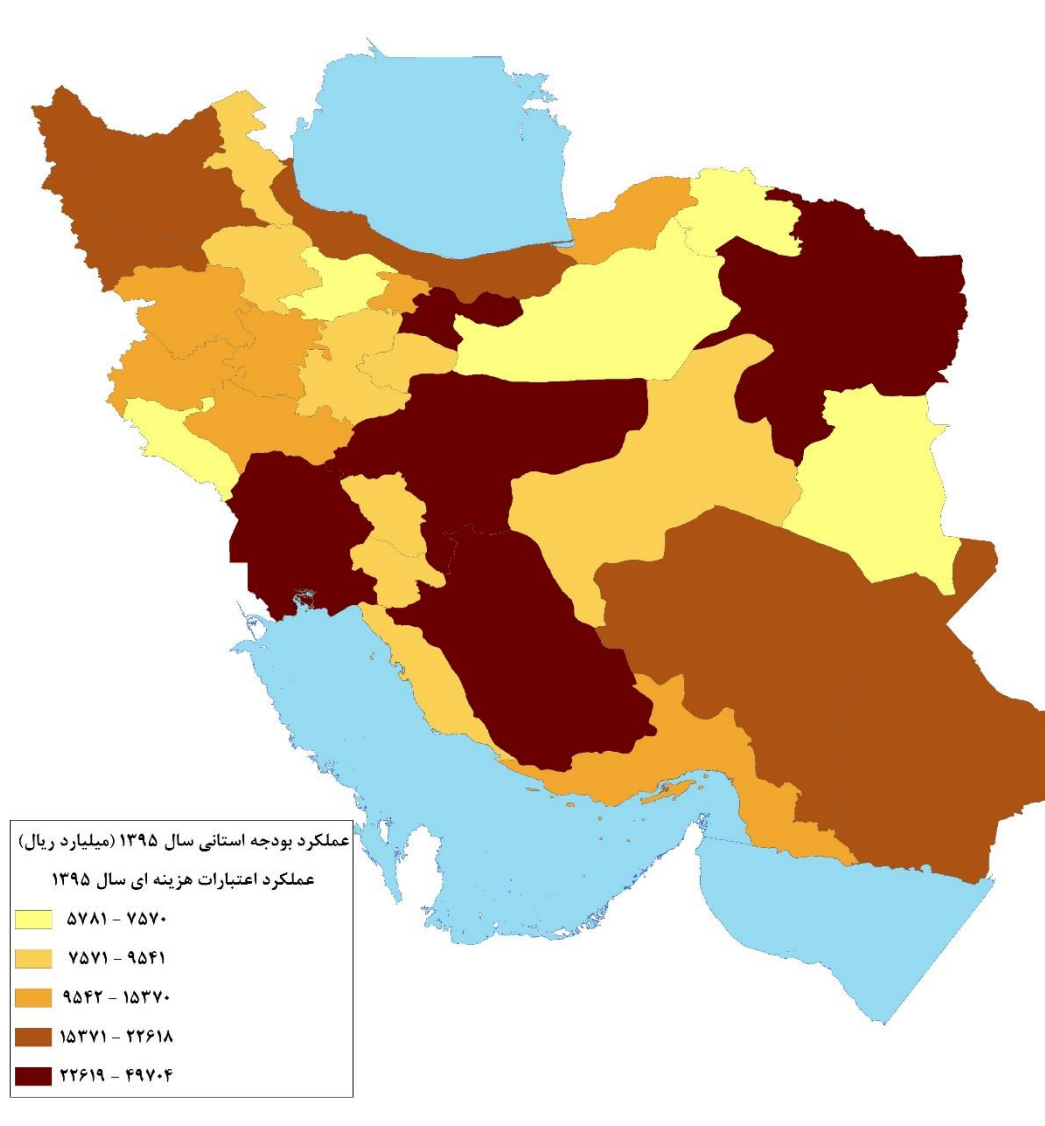 عملکرد بودجه استانی سال ۱۳۹۵ (میلیارد ریال)
عملکرد اعتبارات هزینه ای سال ۱۳۹۵
۵۷۸۱ – ۷۵۷۰
۷۵۷۱ – ۹۵۴۱
۹۵۴۲ – ۱۵۳۷۰
۱۵۳۷۱ – ۲۲۶۱۸
۲۲۶۱۹ – ۴۹۷۰۴